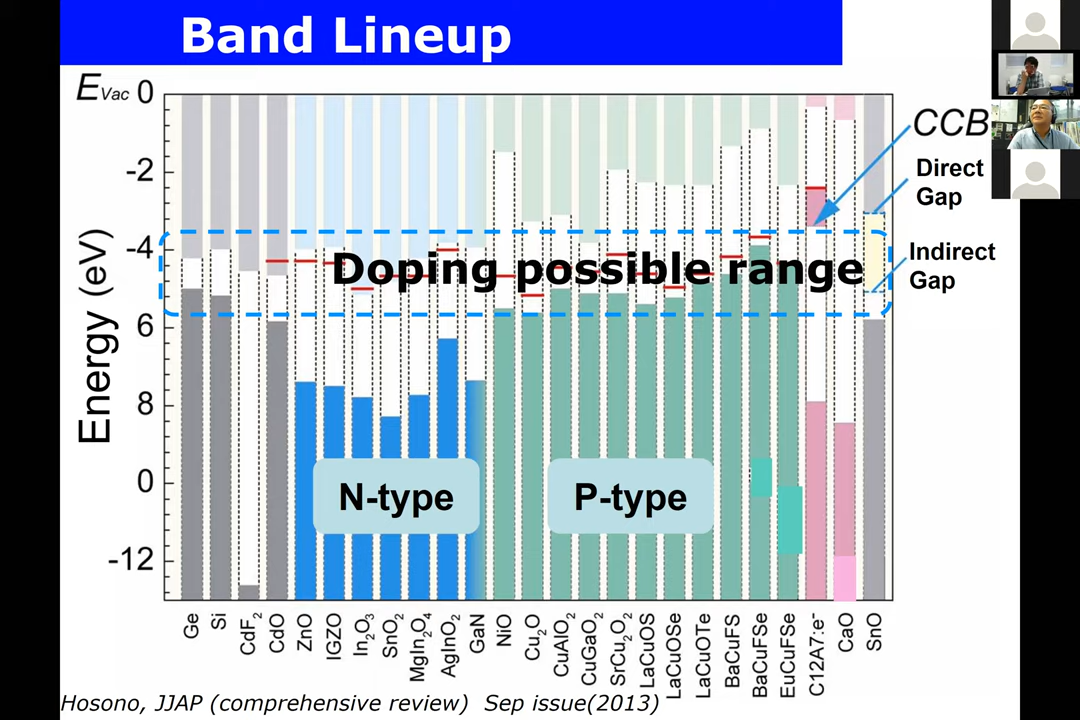 Band Lineup
E_Vac 0
-2
-4
6
8
0
-12
Energy (eV)
CCB
Direct
Gap
Indirect
Gap
Doping possible range
N-type
P-type
Ge
Si
CdF₂
CdO
ZnO
IGZO
In₂O₃
SnO₂
MgIn₂O₄
AgInO₂
GaN
NiO
Cu₂O
CuAlO₂
CuGaO₂
SrCu₂O₂
LaCuOS
LaCuOSe
LaCuOTe
BaCuFS
BaCuFSe
EuCuFSe
C12A7:e⁻
CaO
SnO
Hosono, JJAP (comprehensive review) Sep issue(2013)